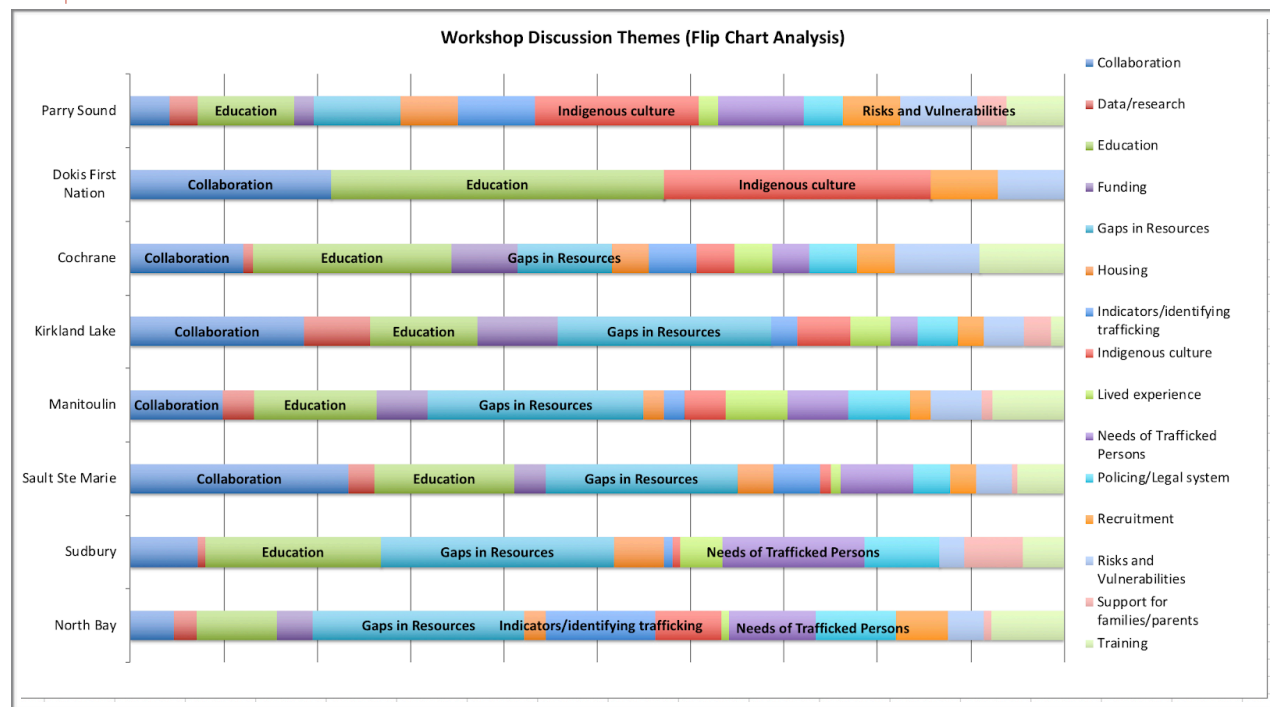 Workshop Discussion Themes (Flip Chart Analysis)
Parry Sound
Education
Indigenous culture
Risks and Vulnerabilities
Dokis First
Nation
Collaboration
Education
Indigenous culture
Cochrane
Collaboration
Education
Gaps in Resources
Kirkland Lake
Collaboration
Education
Gaps in Resources
Manitoulin
Collaboration
Education
Gaps in Resources
Sault Ste Marie
Collaboration
Education
Gaps in Resources
Sudbury
Education
Gaps in Resources
Needs of Trafficked Persons
North Bay
Gaps in Resources
Indicators/identifying trafficking
Needs of Trafficked Persons
Collaboration
Data/research
Education
Funding
Gaps in Resources
Housing
Indicators/identifying
trafficking
Indigenous culture
Lived experience
Needs of Trafficked
Persons
Policing/Legal system
Recruitment
Risks and
Vulnerabilities
Support for
families/parents
Training